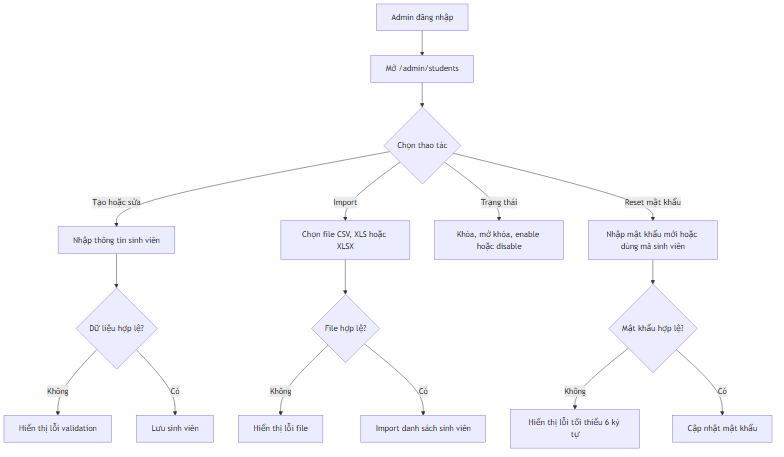 Admin đăng nhập
Mở /admin/students
Chọn thao tác
Tạo hoặc sửa
Import
Trạng thái
Reset mật khẩu
Nhập thông tin sinh viên
Chọn file CSV, XLS hoặc
XLSX
Khóa, mở khóa, enable
hoặc disable
Nhập mật khẩu mới hoặc
dùng mã sinh viên
Dữ liệu hợp lệ?
File hợp lệ?
Mật khẩu hợp lệ?
Không
Có
Không
Có
Không
Có
Hiển thị lỗi validation
Lưu sinh viên
Hiển thị lỗi file
Import danh sách sinh viên
Hiển thị lỗi tối thiểu 6 ký
tự
Cập nhật mật khẩu